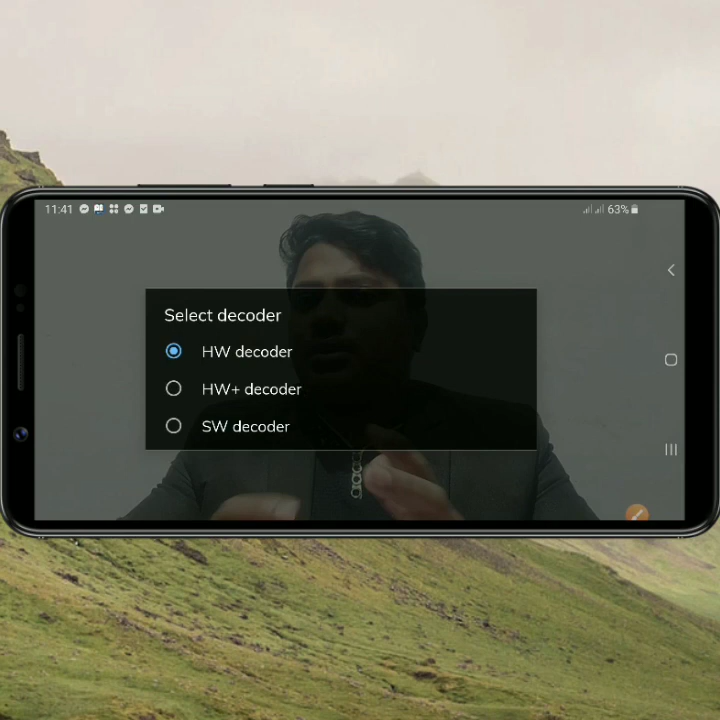 11:41
63%
Select decoder
HW decoder
HW+ decoder
SW decoder